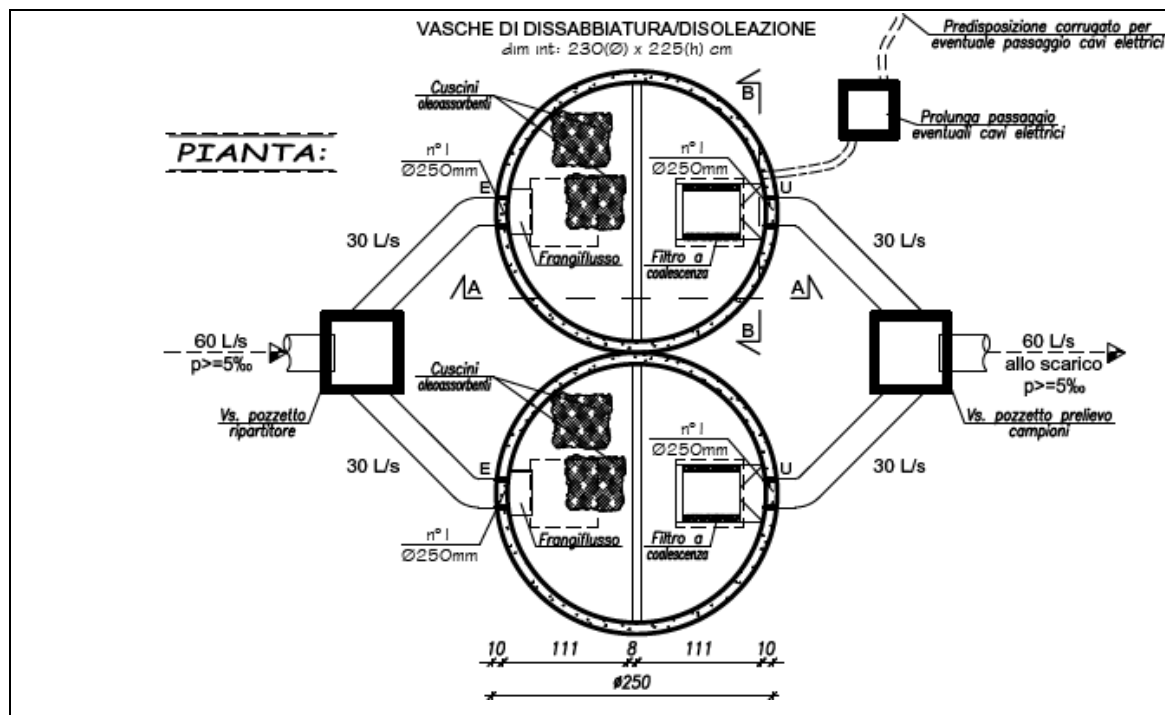 VASCHE DI DISSABBIATURA/DISOLEAZIONE
dim int: 230(Ø) x 225(h) cm
Predisposizione corrugato per
eventuale passaggio cavi elettrici
Prolunga passaggio
eventuali cavi elettrici
PIANTA:
Cuscini
oleoassorbenti
n° 1
Ø250mm
n° 1
Ø250mm
B
E
U
30 L/s
30 L/s
Frangiflusso
Filtro a
coalescenza
A
A
B
60 L/s
p>=5‰
60 L/s
allo scarico
p>=5‰
Vs. pozzetto
ripartitore
Vs. pozzetto prelievo
campioni
Cuscini
oleoassorbenti
n° 1
Ø250mm
E
U
30 L/s
30 L/s
n° 1
Ø250mm
Frangiflusso
Filtro a
coalescenza
10 111 8 111 10
ø250